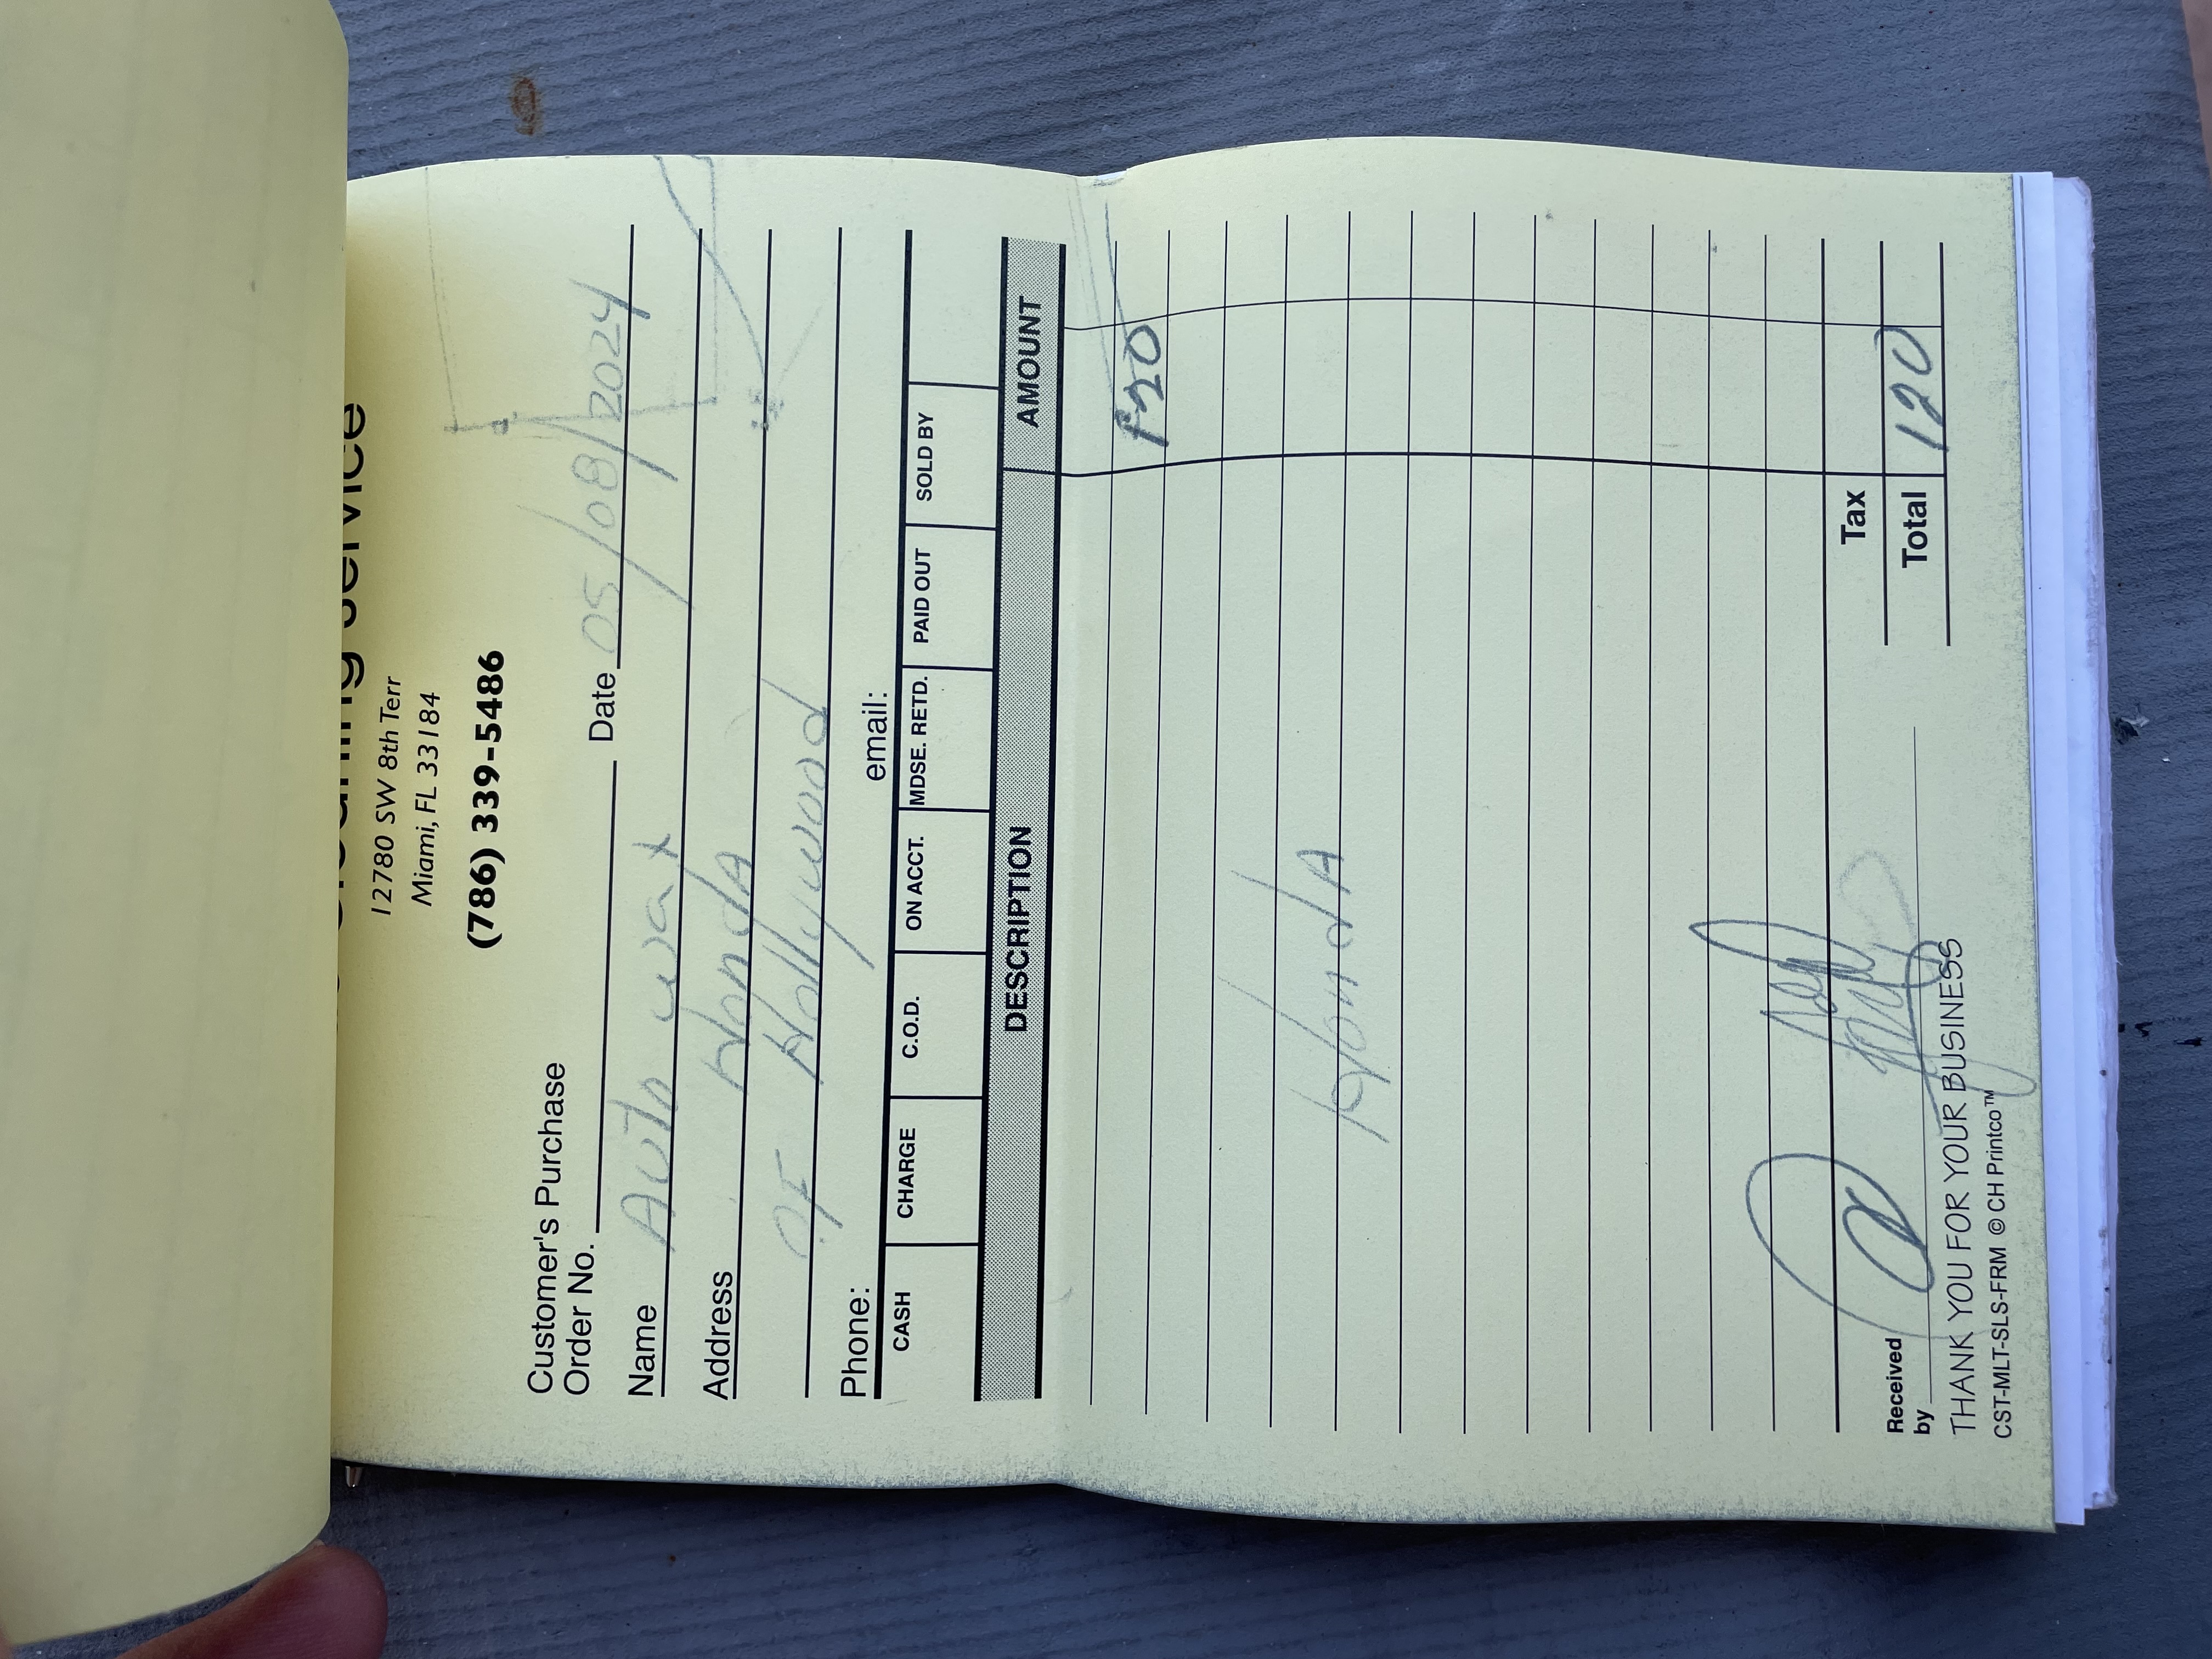 Cleaning Service
12780 SW 8th Terr
Miami, FL 33184
(786) 339-5486
Customer's Purchase
Order No. Date 05/08/2024
Name Auto wax
Address HondA
OF Hollywood
Phone: email:
CASH CHARGE C.O.D. ON ACCT. MDSE. RETD. PAID OUT SOLD BY
DESCRIPTION AMOUNT
120
HondA
Tax
Total 120
Received
by
THANK YOU FOR YOUR BUSINESS
CST-MLT-SLS-FRM © CH Printco™